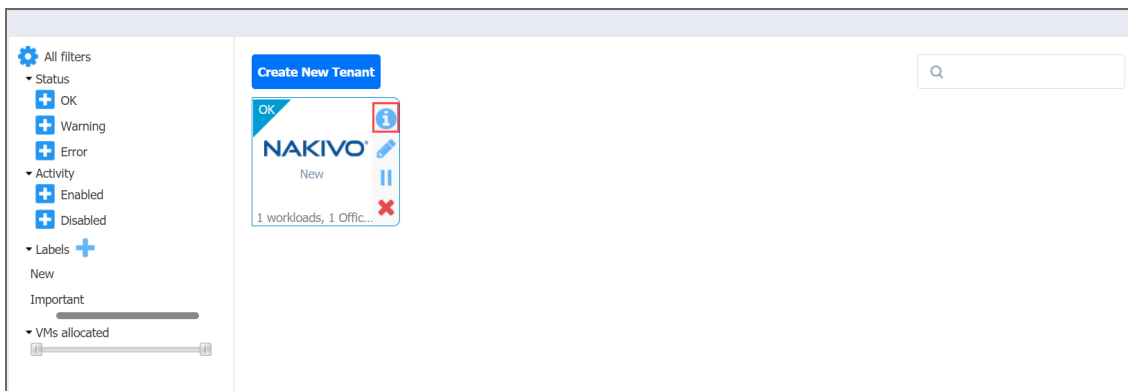 All filters
Status
OK
Warning
Error
Activity
Enabled
Disabled
Labels
New
Important
VMs allocated
Create New Tenant
OK
NAKIVO®
New
1 workloads, 1 Offic...